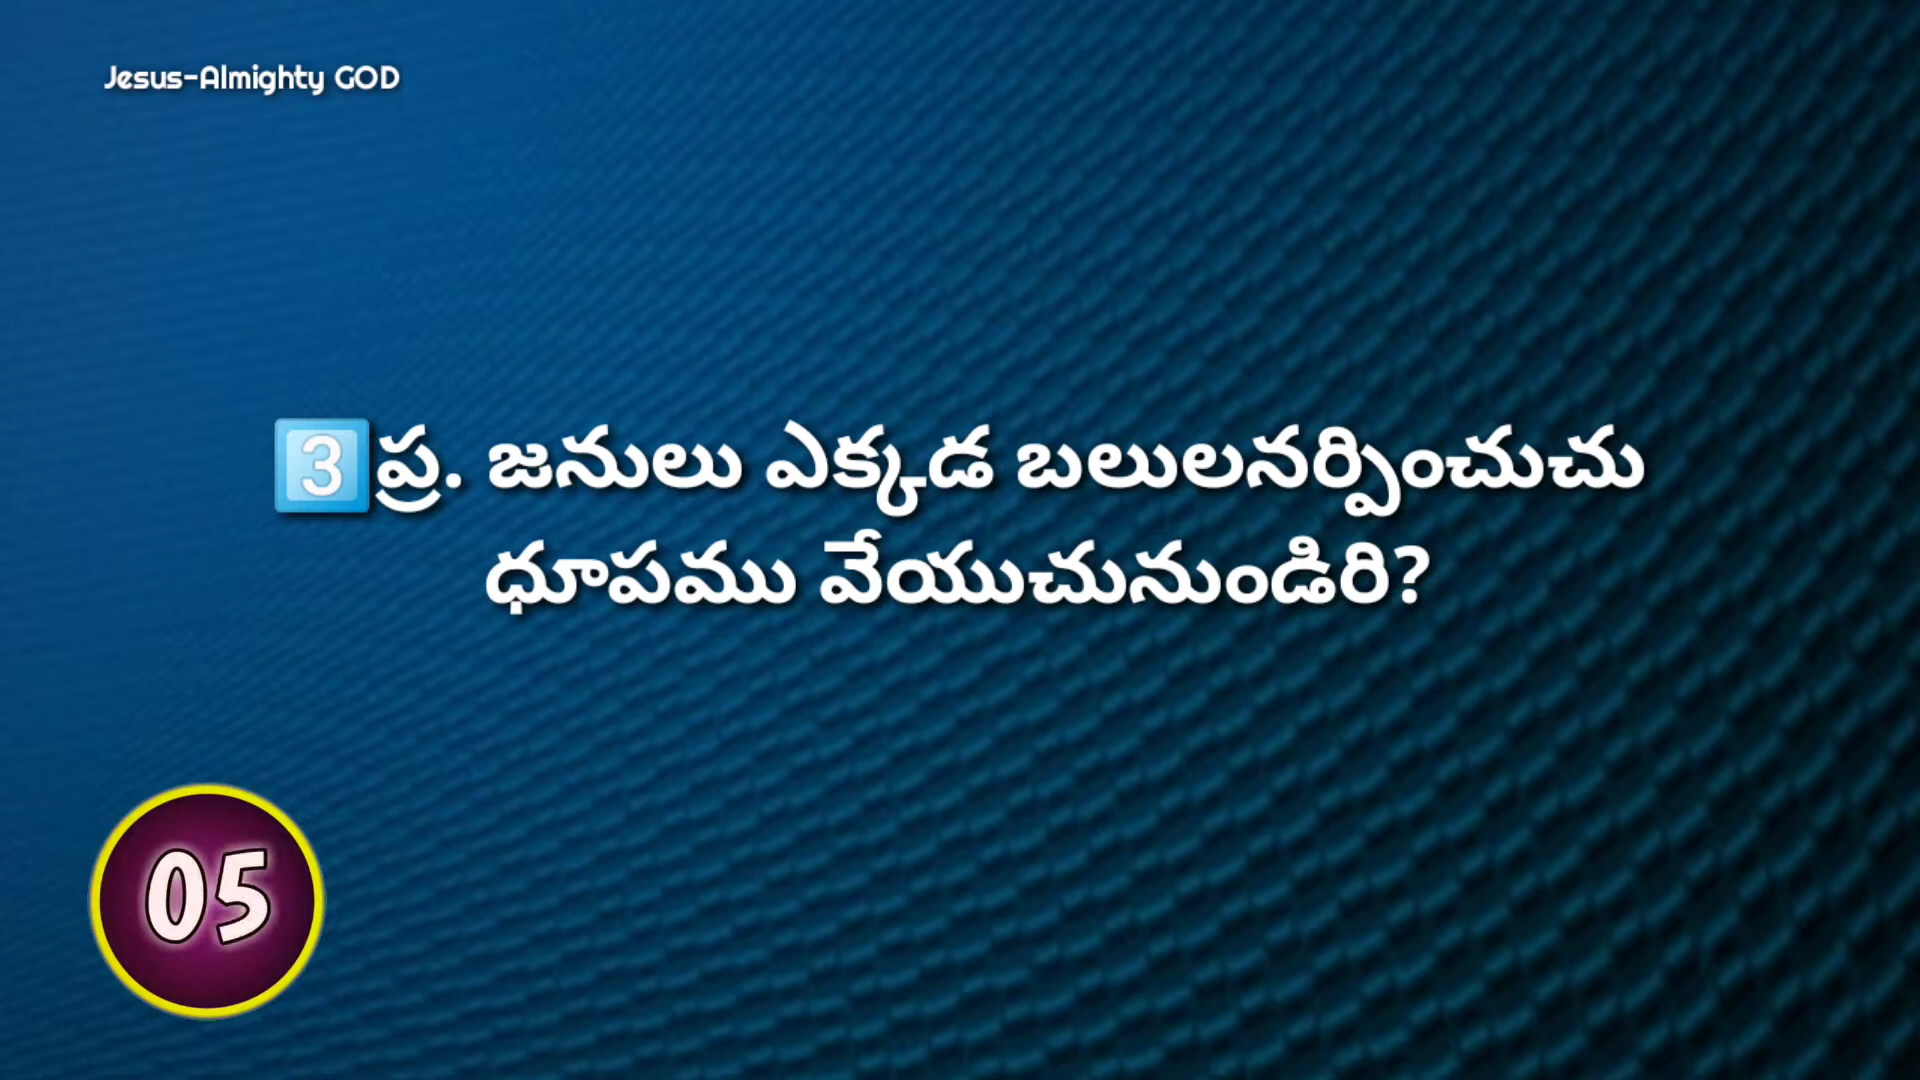 Jesus-Almighty GOD
3️⃣ప్ర. జనులు ఎక్కడ బలులనర్పించుచు
ధూపము వేయుచునుండిరి?
05